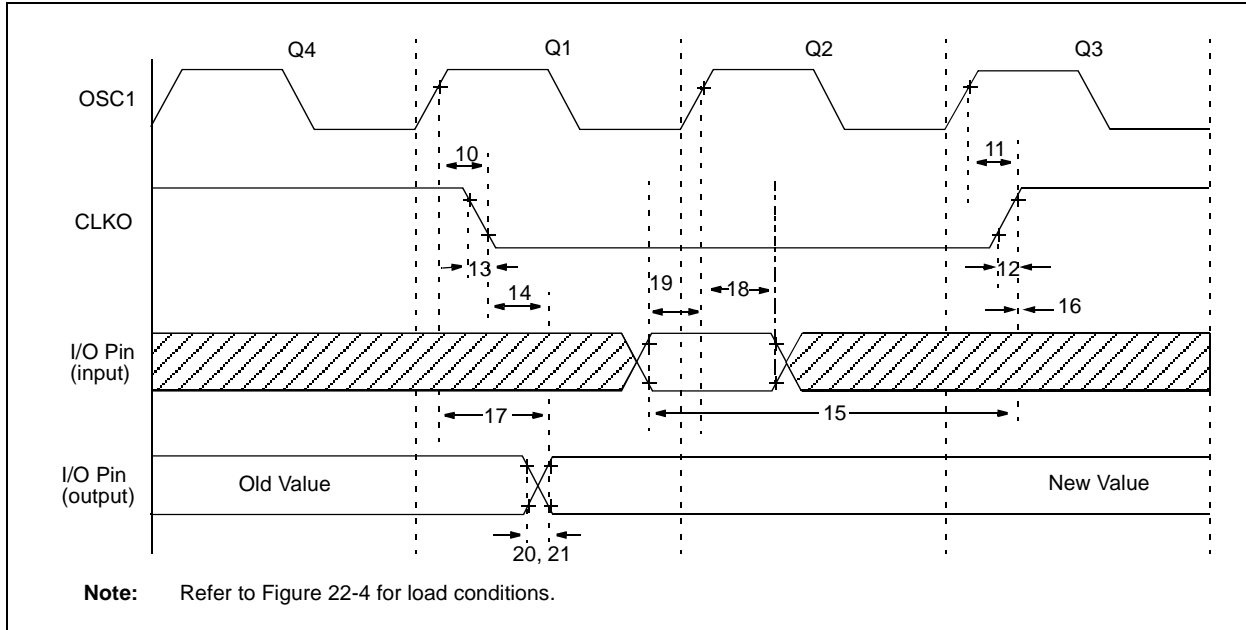 Q4 Q1 Q2 Q3
OSC1
10 11
CLKO
13 12
14 19 18 16
I/O Pin
(input)
17 15
I/O Pin
(output)
Old Value New Value
20, 21
Note: Refer to Figure 22-4 for load conditions.